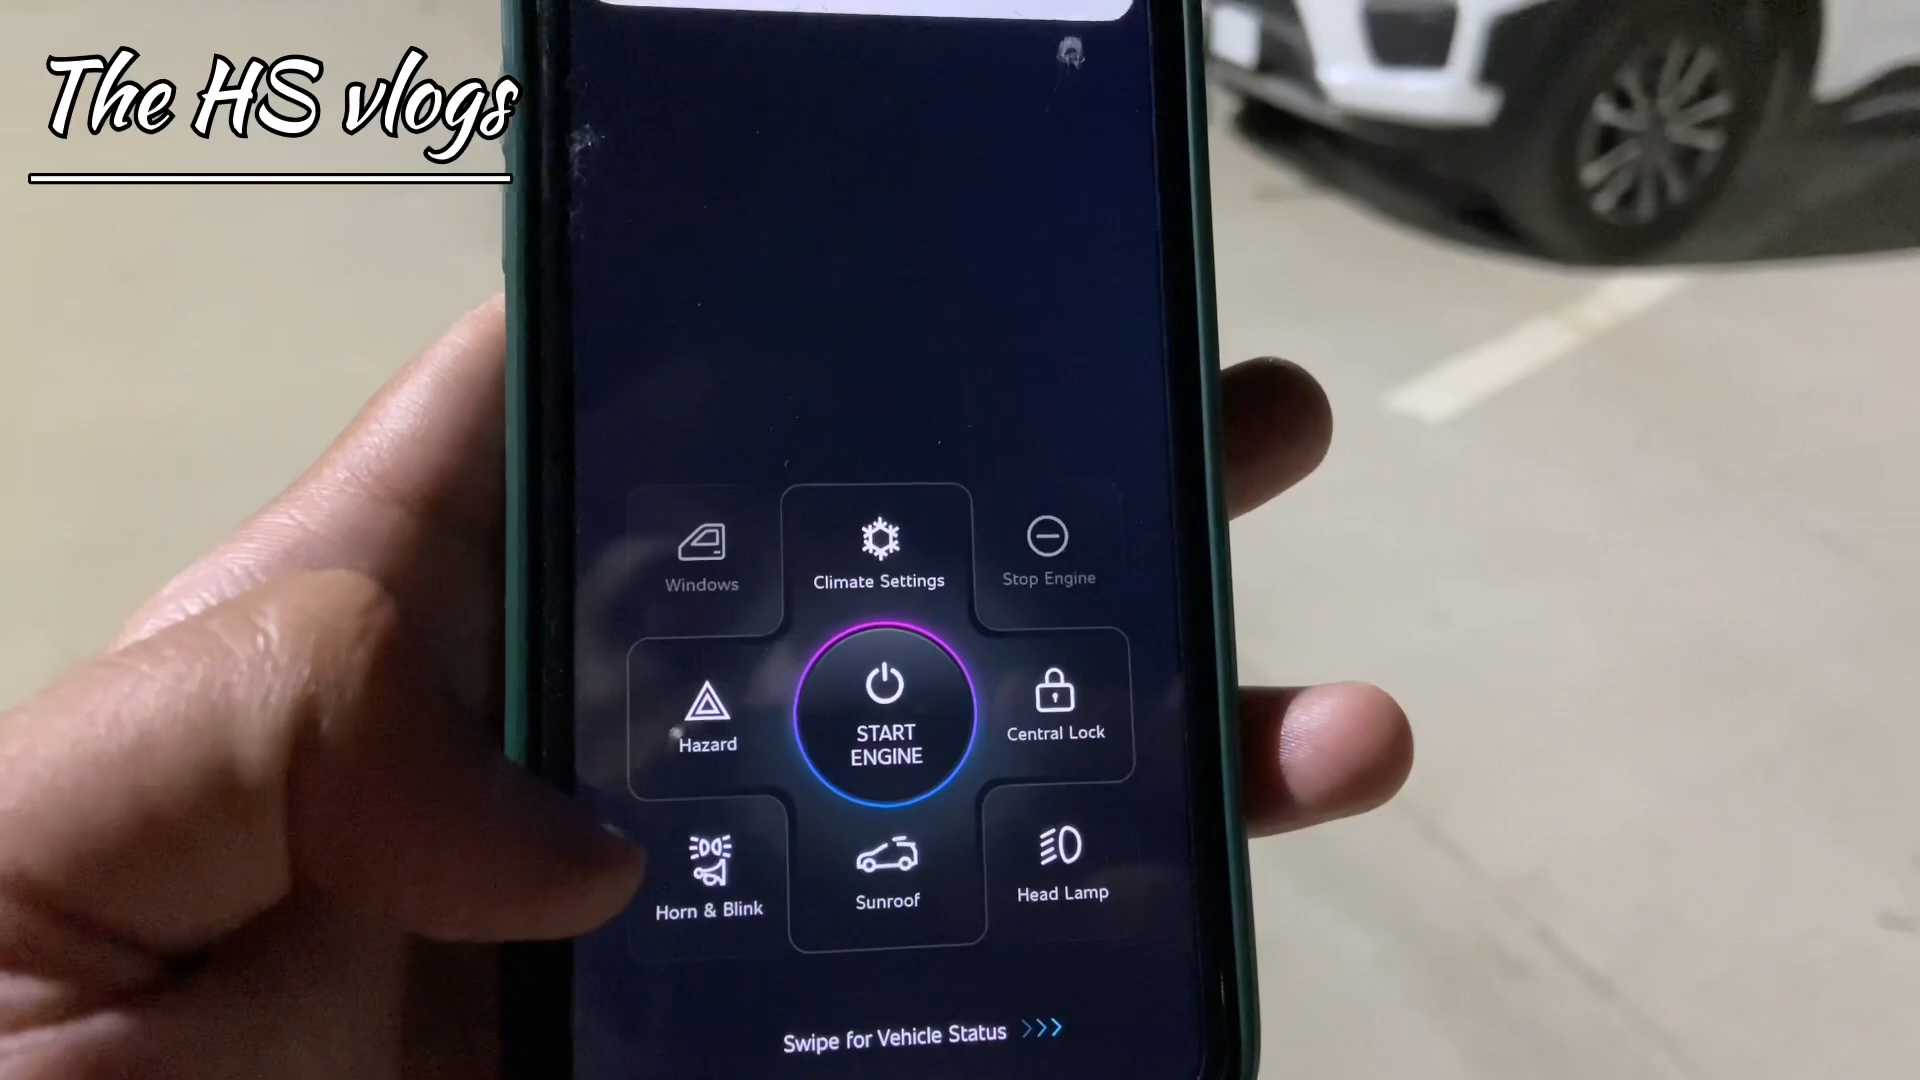 The HS vlogs
Windows
Climate Settings
Stop Engine
Hazard
START
ENGINE
Central Lock
Horn & Blink
Sunroof
Head Lamp
Swipe for Vehicle Status >>>